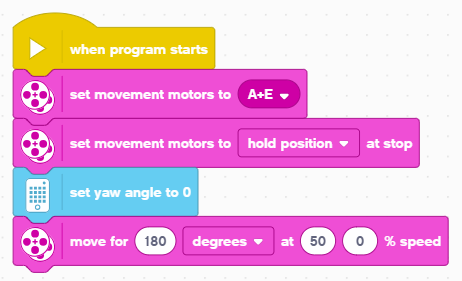 when program starts
set movement motors to A+E
set movement motors to hold position at stop
set yaw angle to 0
move for 180 degrees at 50 0 % speed